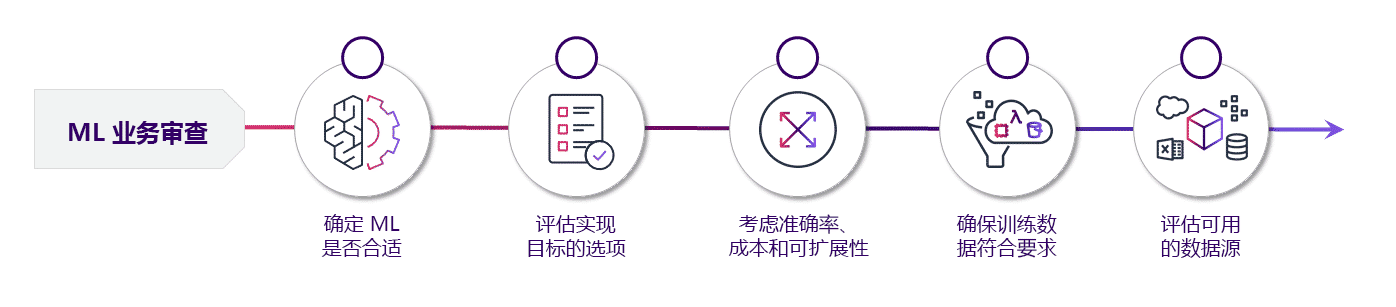 ML 业务审查
确定 ML
是否合适
评估实现
目标的选项
考虑准确率、
成本和可扩展性
确保训练数
据符合要求
评估可用
的数据源
λ
X